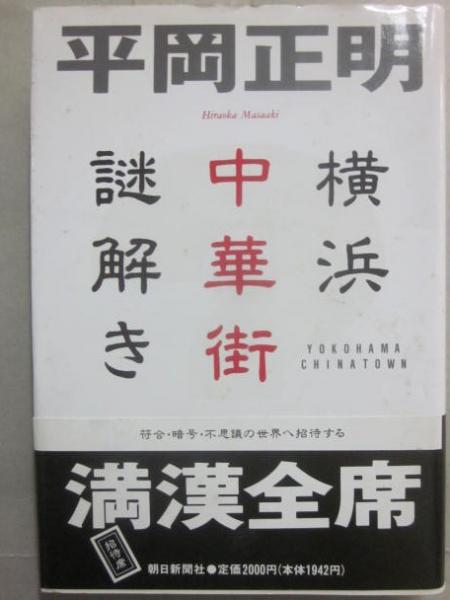 平岡正明
Hiraoka Masaaki
横浜
中華街
謎解き
YOKOHAMA
CHINATOWN
符合・暗号・不思議の世界へ招待する
満漢全席
招待席
朝日新聞社●定価2000円(本体1942円)